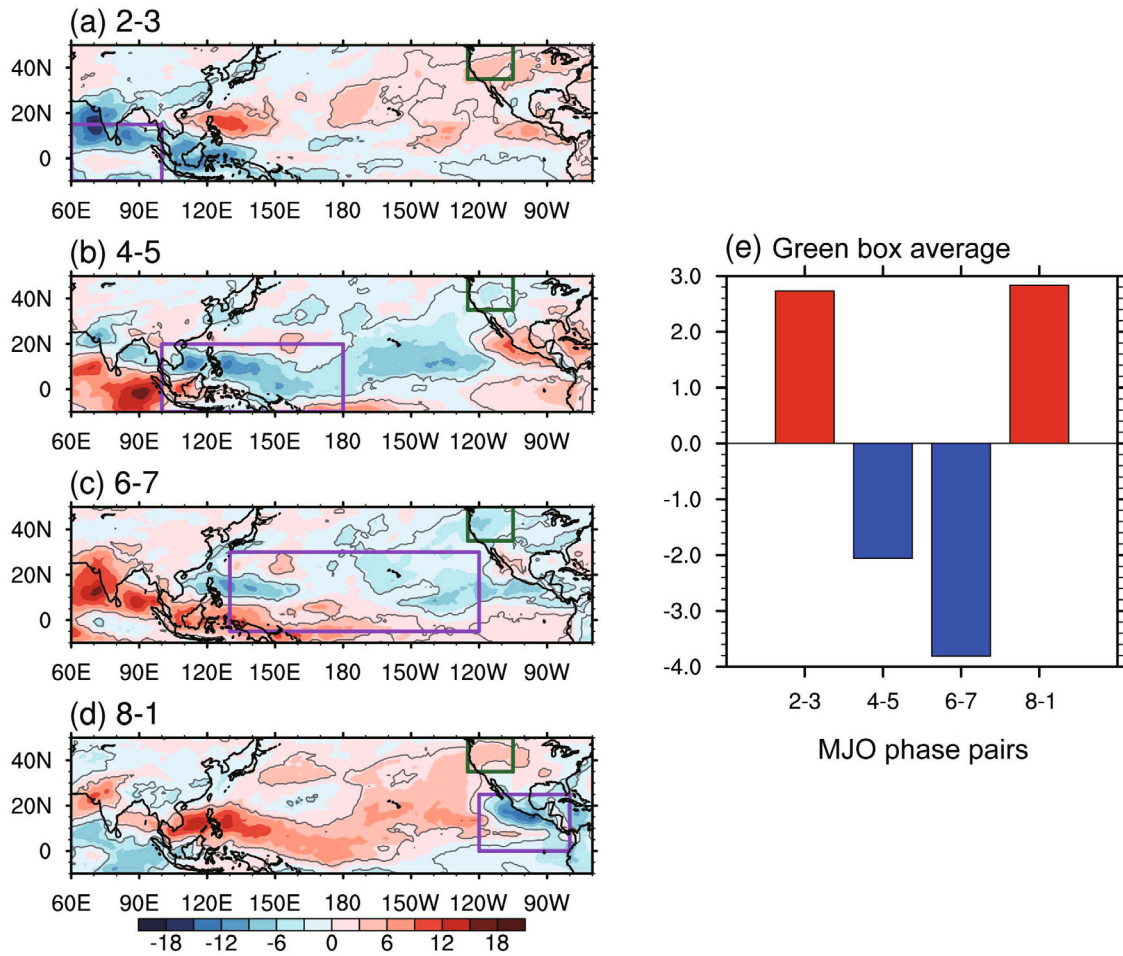 (a) 2-3
40N
20N
0
60E 90E 120E 150E 180 150W 120W 90W
(b) 4-5
40N
20N
0
60E 90E 120E 150E 180 150W 120W 90W
(c) 6-7
40N
20N
0
60E 90E 120E 150E 180 150W 120W 90W
(d) 8-1
40N
20N
0
60E 90E 120E 150E 180 150W 120W 90W
-18 -12 -6 0 6 12 18
(e) Green box average
3.0
2.0
1.0
0.0
-1.0
-2.0
-3.0
-4.0
2-3 4-5 6-7 8-1
MJO phase pairs